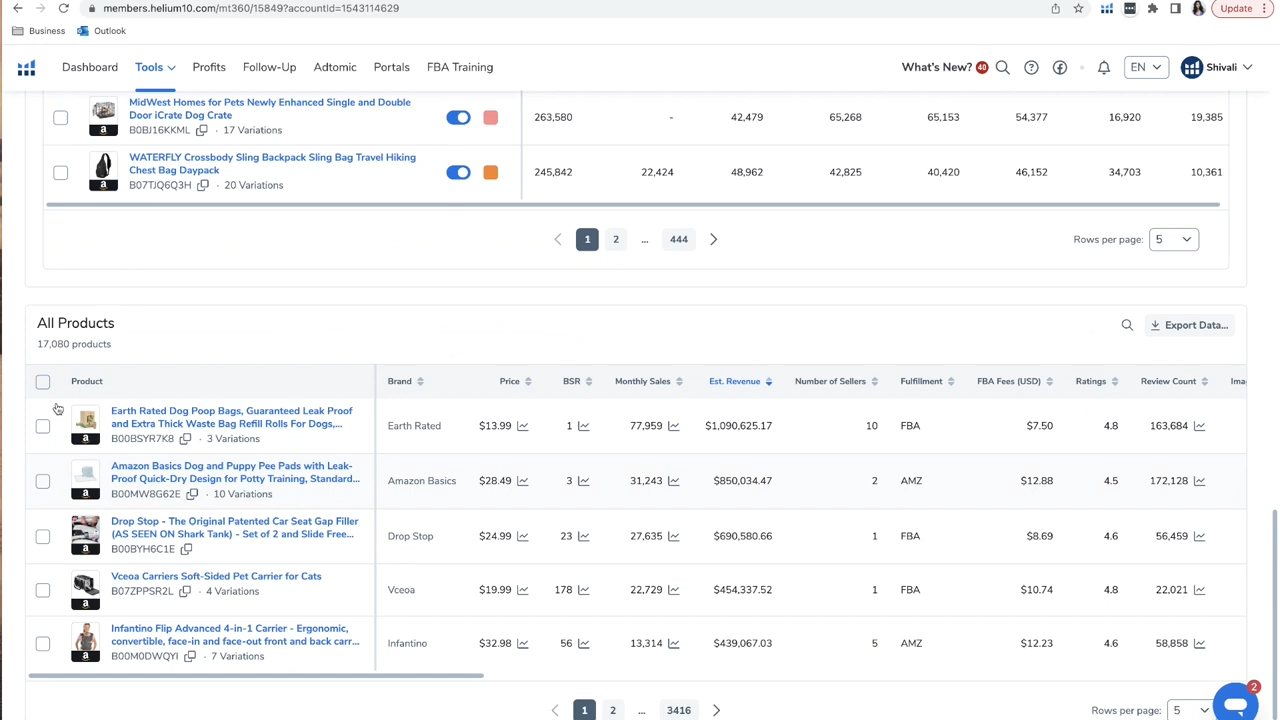 members.helium10.com/mt360/15849?accountId=1543114629
Update
Business
Outlook
Dashboard
Tools
Profits
Follow-Up
Adtomic
Portals
FBA Training
What's New? 40
EN
Shivali
MidWest Homes for Pets Newly Enhanced Single and Double
Door iCrate Dog Crate
B0BJ16KKML · 17 Variations
263,580 - 42,479 65,268 65,153 54,377 16,920 19,385
WATERFLY Crossbody Sling Backpack Sling Bag Travel Hiking
Chest Bag Daypack
B07TJQ6Q3H · 20 Variations
245,842 22,424 48,962 42,825 40,420 46,152 34,703 10,361
1 2 ... 444
Rows per page: 5
All Products
17,080 products
Export Data...
Product Brand Price BSR Monthly Sales Est. Revenue Number of Sellers Fulfillment FBA Fees (USD) Ratings Review Count Ima
Earth Rated Dog Poop Bags, Guaranteed Leak Proof
and Extra Thick Waste Bag Refill Rolls For Dogs,...
B00BSYR7K8 · 3 Variations
Earth Rated $13.99 1 77,959 $1,090,625.17 10 FBA $7.50 4.8 163,684
Amazon Basics Dog and Puppy Pee Pads with Leak-
Proof Quick-Dry Design for Potty Training, Standard...
B00MW8G62E · 10 Variations
Amazon Basics $28.49 3 31,243 $850,034.47 2 AMZ $12.88 4.5 172,128
Drop Stop - The Original Patented Car Seat Gap Filler
(AS SEEN ON Shark Tank) - Set of 2 and Slide Free...
B00BYH6C1E
Drop Stop $24.99 23 27,635 $690,580.66 1 FBA $8.69 4.6 56,459
Vceoa Carriers Soft-Sided Pet Carrier for Cats
B07ZPPSR2L · 4 Variations
Vceoa $19.99 178 22,729 $454,337.52 1 FBA $10.74 4.8 22,021
Infantino Flip Advanced 4-in-1 Carrier - Ergonomic,
convertible, face-in and face-out front and back carr...
B00M0DWQYI · 7 Variations
Infantino $32.98 56 13,314 $439,067.03 5 AMZ $12.23 4.6 58,858
1 2 ... 3416
Rows per page: 5
2